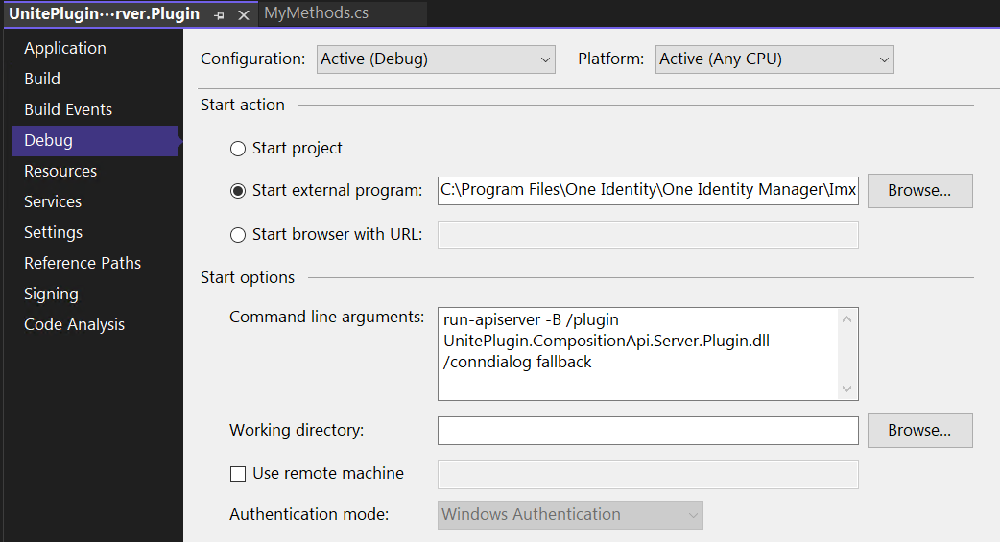 UnitePlugin···rver.Plugin
MyMethods.cs
Application
Build
Build Events
Debug
Resources
Services
Settings
Reference Paths
Signing
Code Analysis
Configuration: Active (Debug) Platform: Active (Any CPU)
Start action
Start project
Start external program: C:\Program Files\One Identity\One Identity Manager\Imx Browse...
Start browser with URL:
Start options
Command line arguments: run-apiserver -B /plugin
UnitePlugin.CompositionApi.Server.Plugin.dll
/conndialog fallback
Working directory: Browse...
Use remote machine
Authentication mode: Windows Authentication